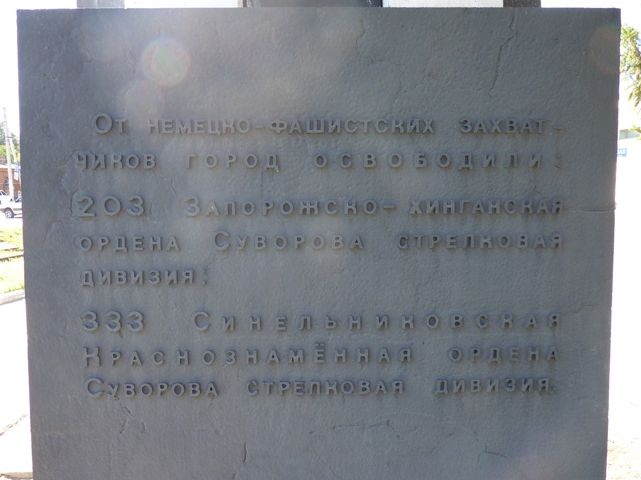 От немецко-фашистских захват-
чиков город освободили:
203 Запорожско-хинганская
ордена Суворова стрелковая
дивизия;
333 Синельниковская
Краснознамённая ордена
Суворова стрелковая дивизия.